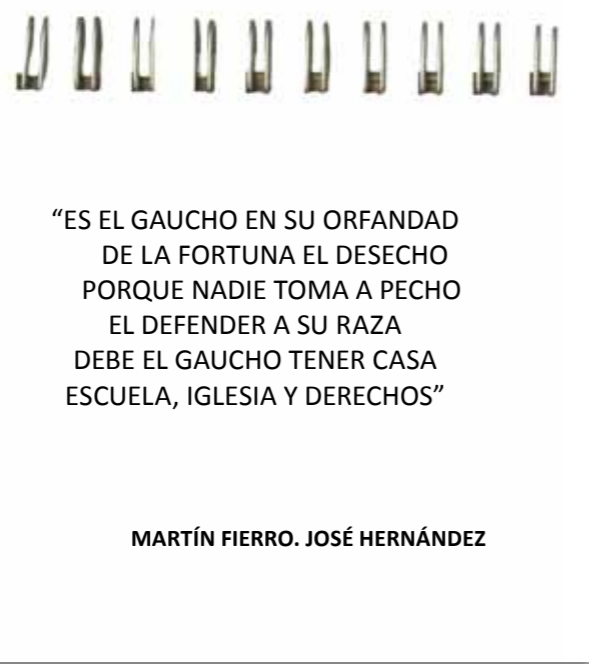 “ES EL GAUCHO EN SU ORFANDAD
DE LA FORTUNA EL DESECHO
PORQUE NADIE TOMA A PECHO
EL DEFENDER A SU RAZA
DEBE EL GAUCHO TENER CASA
ESCUELA, IGLESIA Y DERECHOS”
MARTÍN FIERRO. JOSÉ HERNÁNDEZ